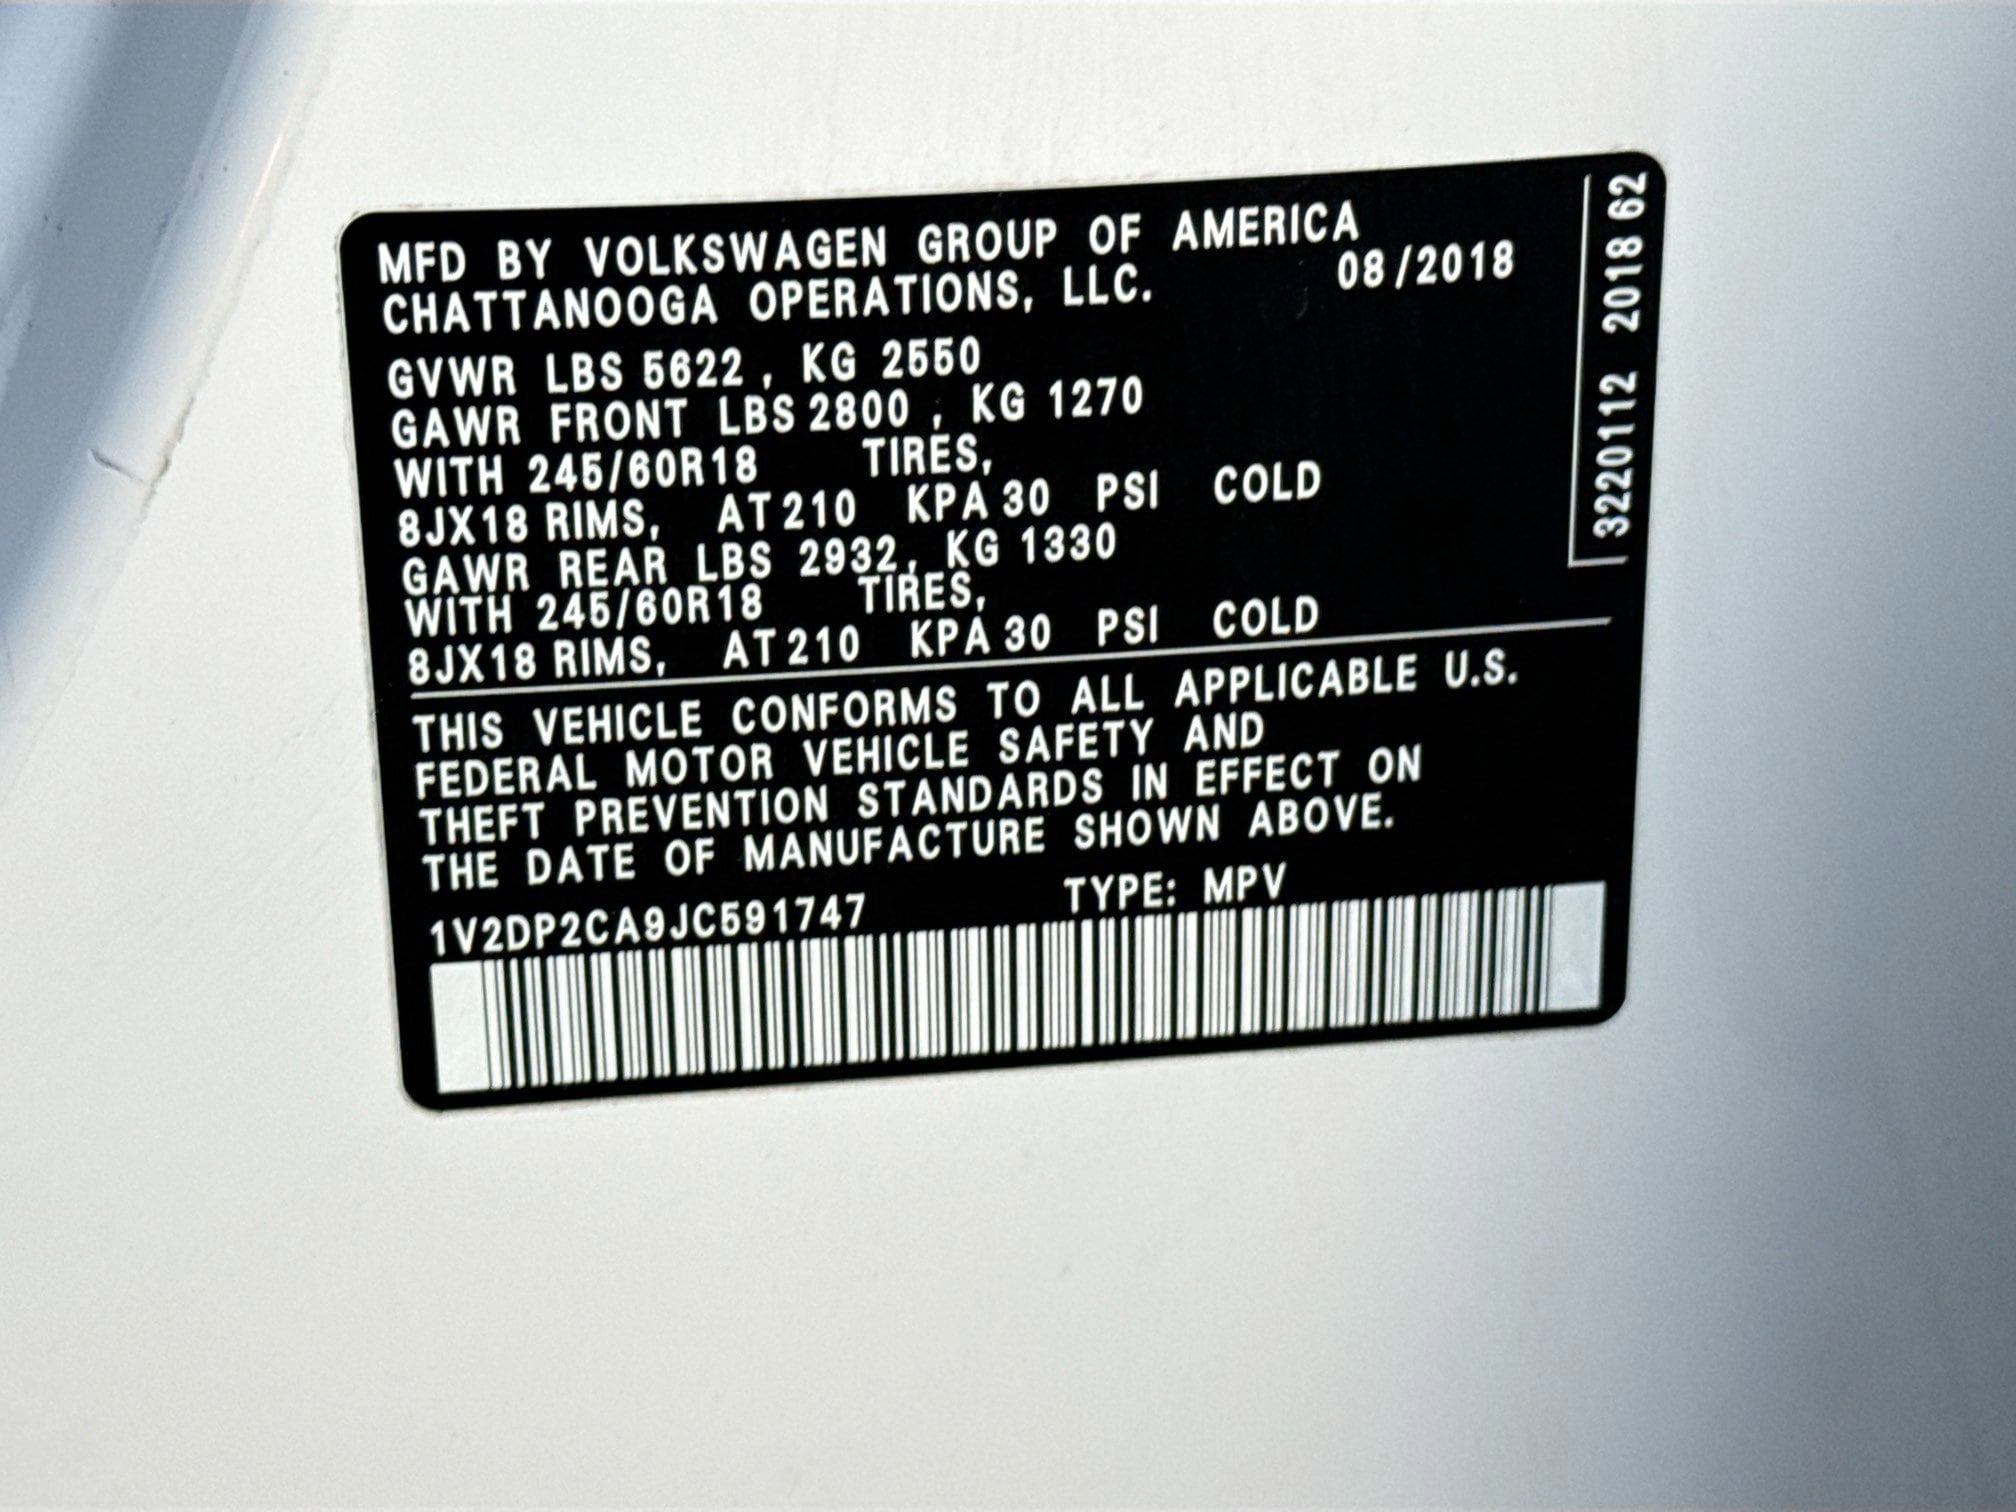 MFD BY VOLKSWAGEN GROUP OF AMERICA
CHATTANOOGA OPERATIONS, LLC. 08/2018
GVWR LBS 5622, KG 2550
GAWR FRONT LBS 2800, KG 1270
WITH 245/60R18 TIRES,
8JX18 RIMS, AT 210 KPA 30 PSI COLD
GAWR REAR LBS 2932, KG 1330
WITH 245/60R18 TIRES,
8JX18 RIMS, AT 210 KPA 30 PSI COLD
THIS VEHICLE CONFORMS TO ALL APPLICABLE U.S.
FEDERAL MOTOR VEHICLE SAFETY AND
THEFT PREVENTION STANDARDS IN EFFECT ON
THE DATE OF MANUFACTURE SHOWN ABOVE.
1V2DP2CA9JC591747 TYPE: MPV
3220112 2018 62